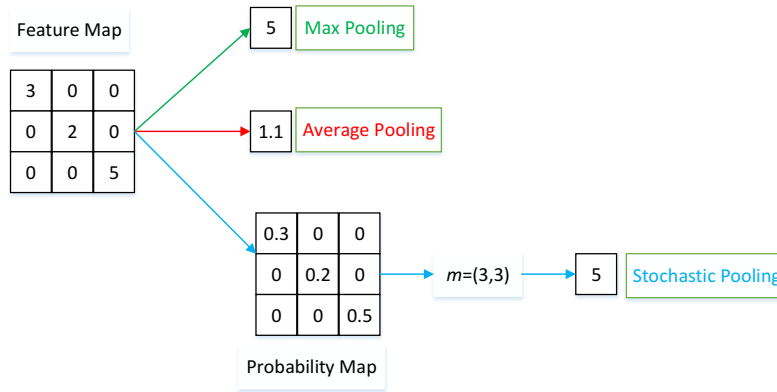 Feature Map
5 Max Pooling
3 0 0
0 2 0
0 0 5
1.1 Average Pooling
0.3 0 0
0 0.2 0
0 0 0.5
m=(3,3)
5 Stochastic Pooling
Probability Map